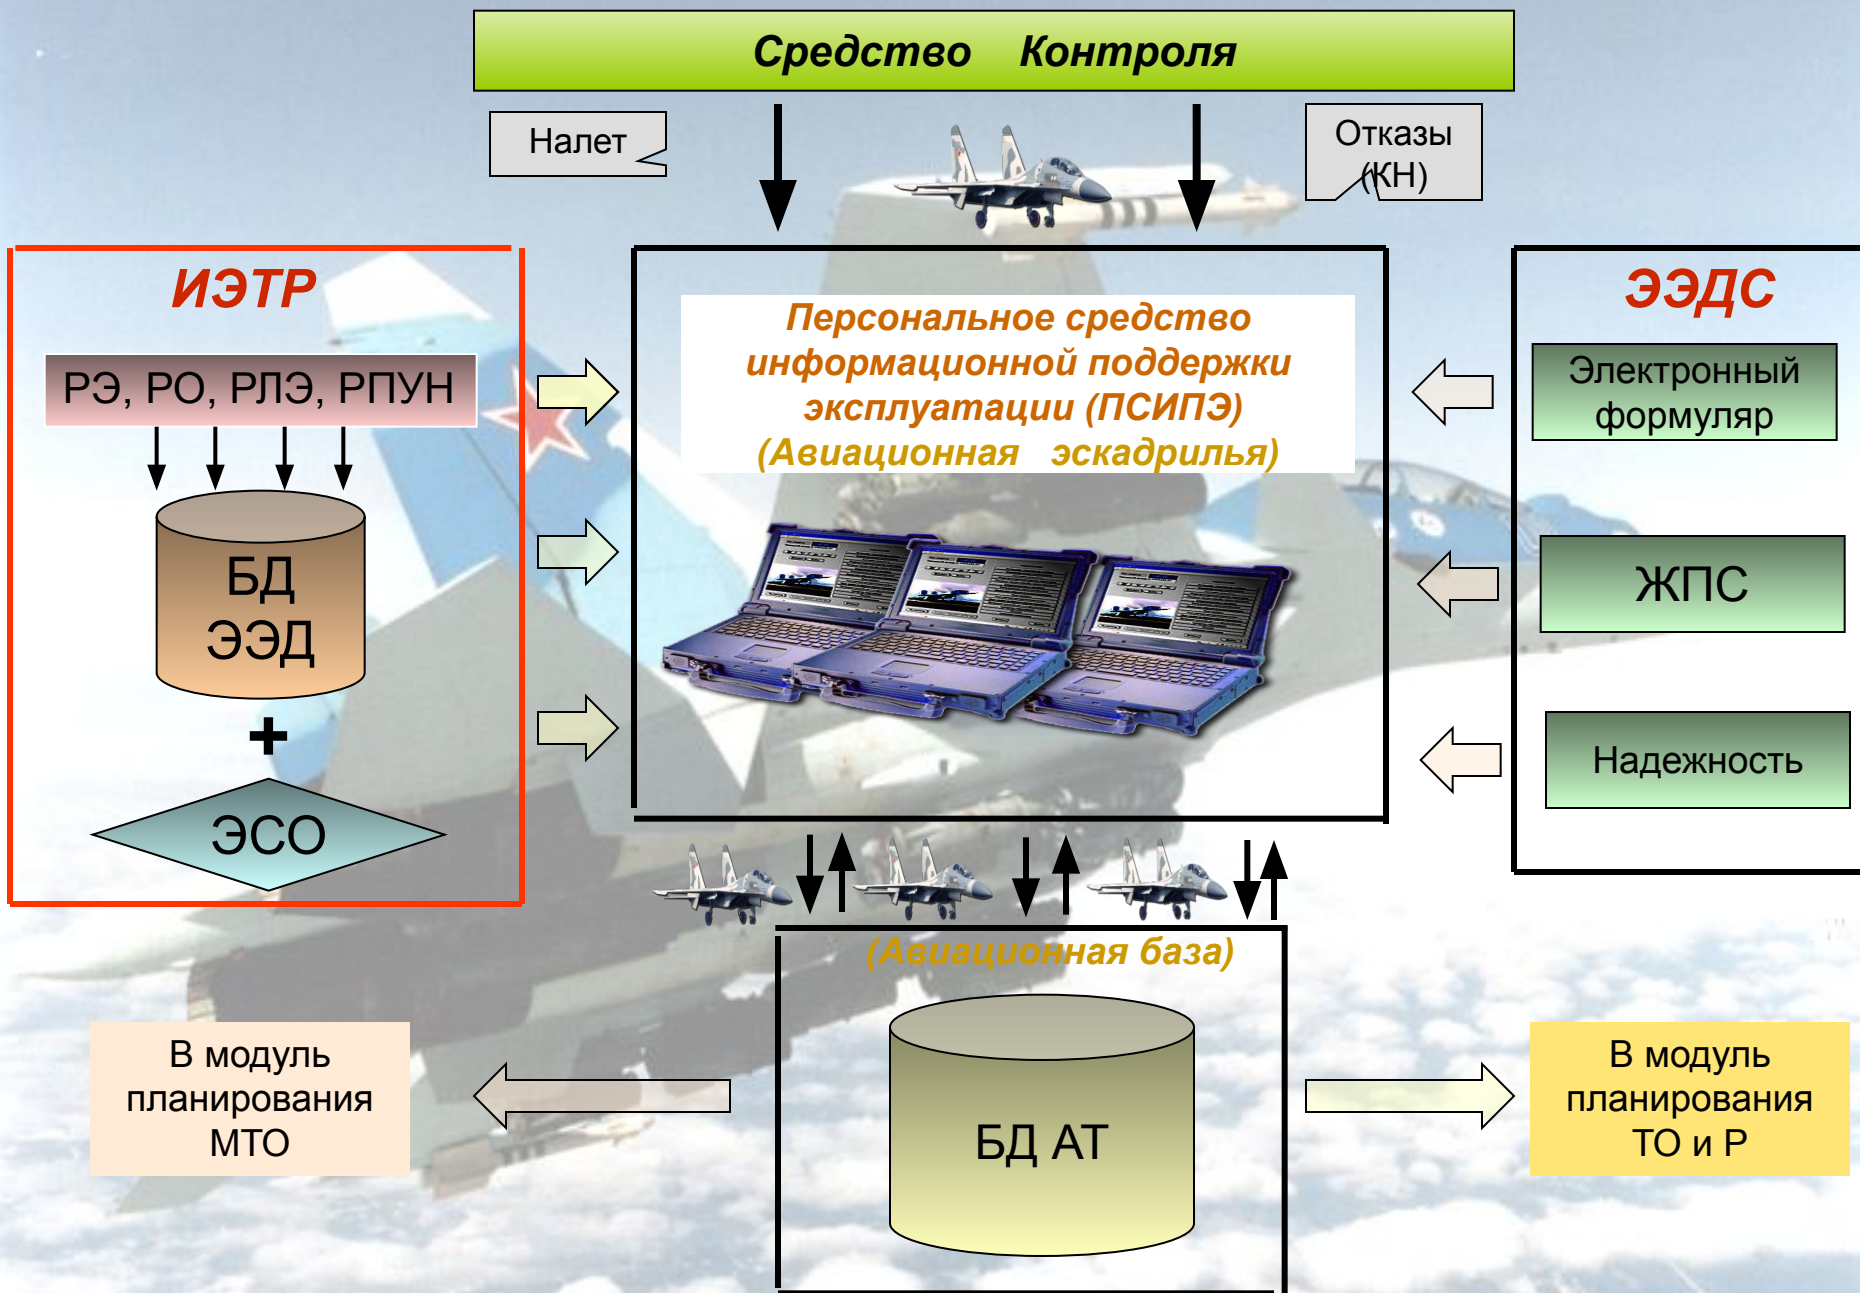 Средство Контроля
Налет
Отказы
(КН)
ИЭТР
РЭ, РО, РЛЭ, РПУН
БД
ЭЭД
+
ЭСО
Персональное средство
информационной поддержки
эксплуатации (ПСИПЭ)
(Авиационная эскадрилья)
ЭЭДС
Электронный
формуляр
ЖПС
Надежность
(Авиационная база)
БД АТ
В модуль
планирования
МТО
В модуль
планирования
ТО и Р